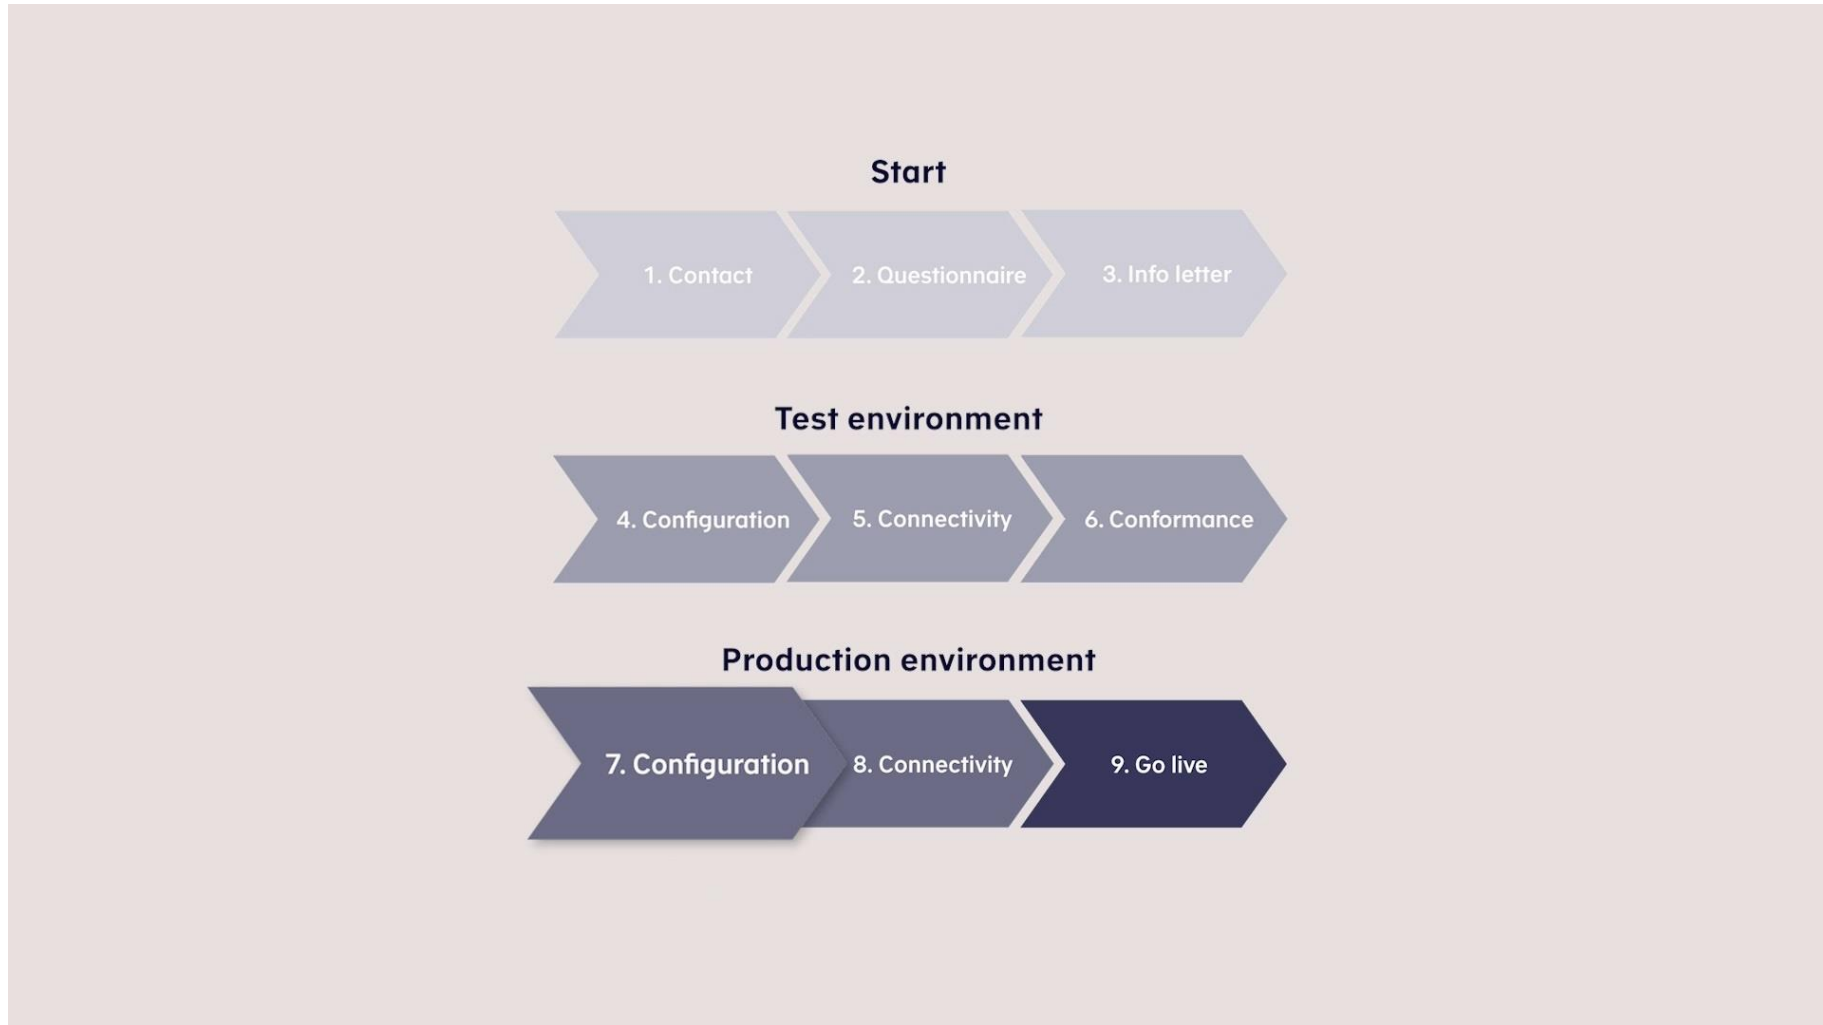 Start
1. Contact
2. Questionnaire
3. Info letter
Test environment
4. Configuration
5. Connectivity
6. Conformance
Production environment
7. Configuration
8. Connectivity
9. Go live